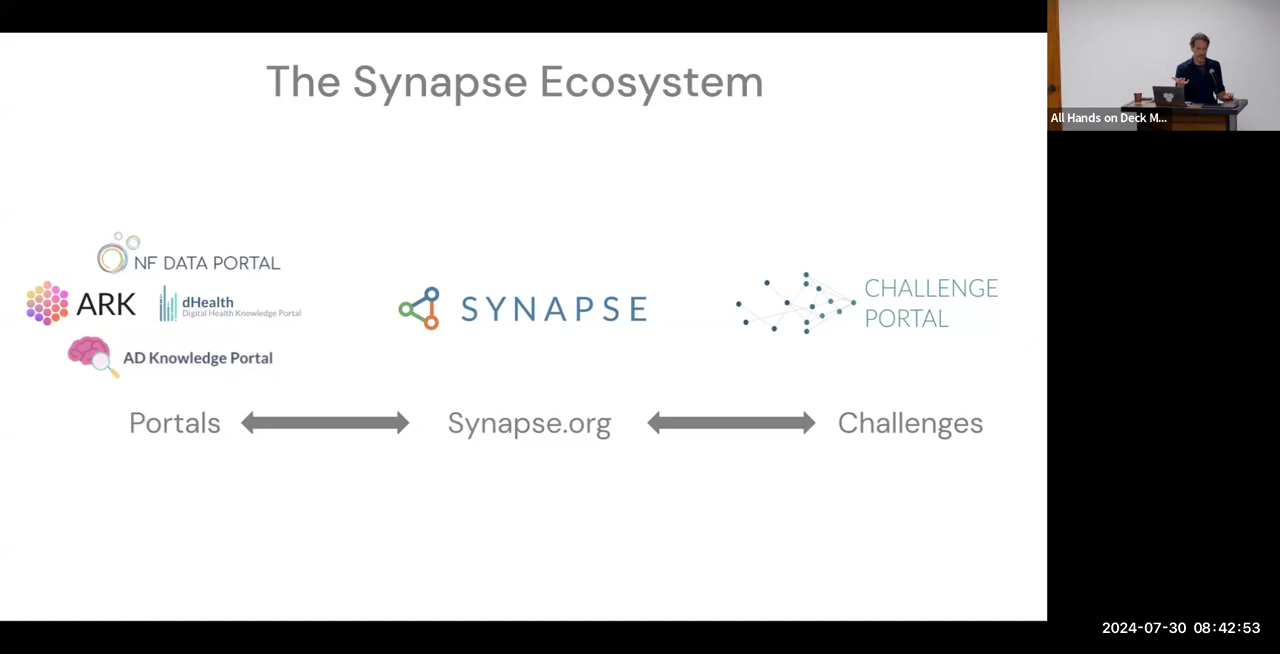 The Synapse Ecosystem
All Hands on Deck M...
NF DATA PORTAL
ARK
dHealth
Digital Health Knowledge Portal
AD Knowledge Portal
SYNAPSE
CHALLENGE
PORTAL
Portals
Synapse.org
Challenges
2024-07-30 08:42:53